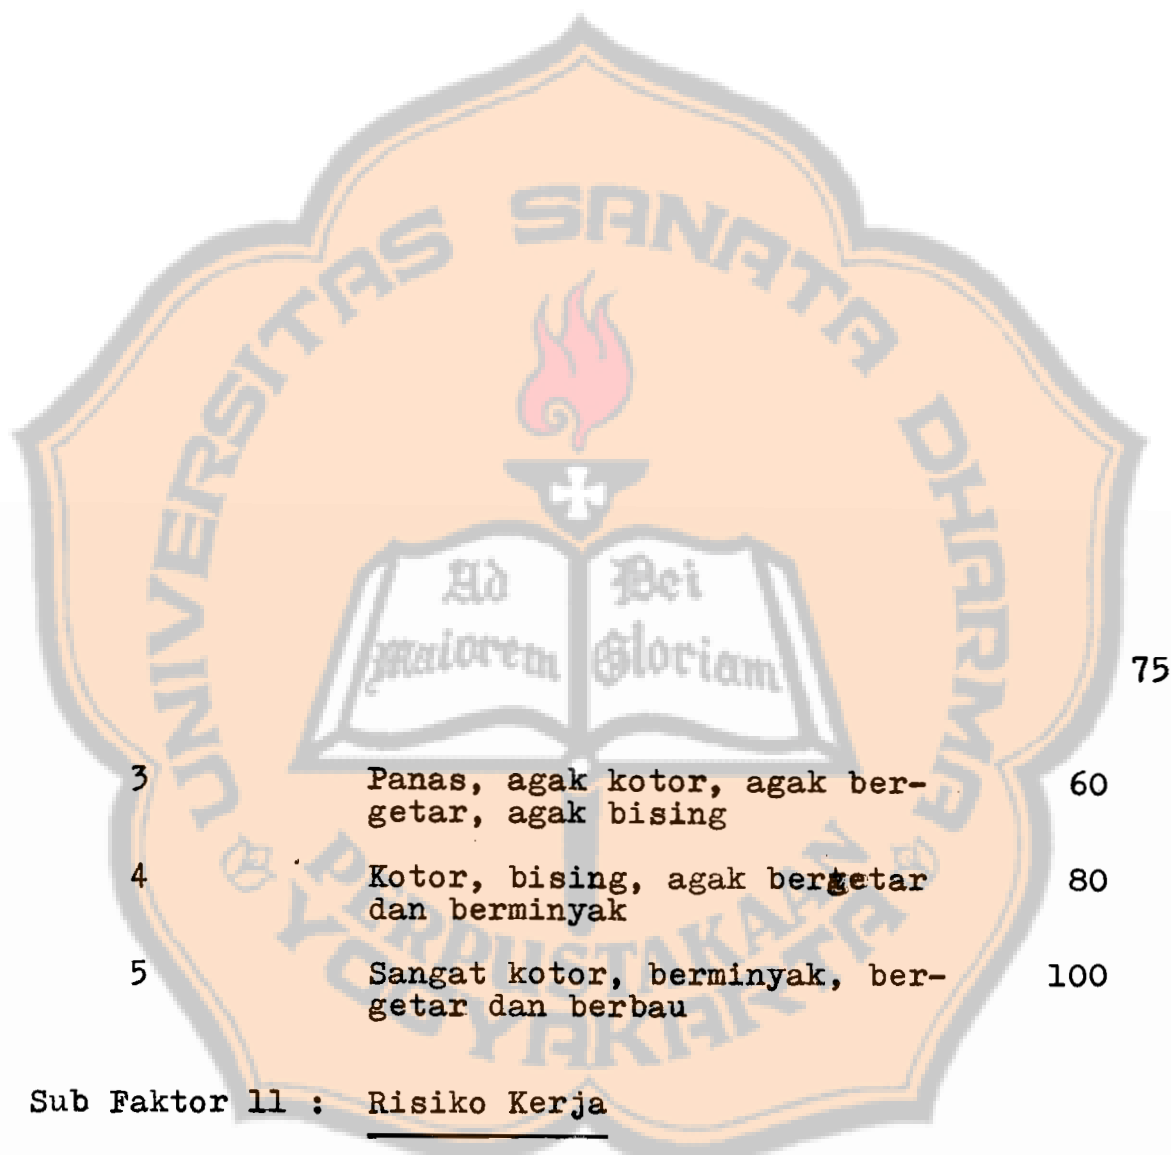 UNIVERSITAS SANATA DHARMA
Ad Dei
maiorem Gloriam
75
3 Panas, agak kotor, agak ber- 60
getar, agak bising
4 Kotor, bising, agak bergetar 80
dan berminyak
5 Sangat kotor, berminyak, ber- 100
getar dan berbau
PERPUSTAKAAN
YOGYAKARTA
Sub Faktor 11 : Risiko Kerja